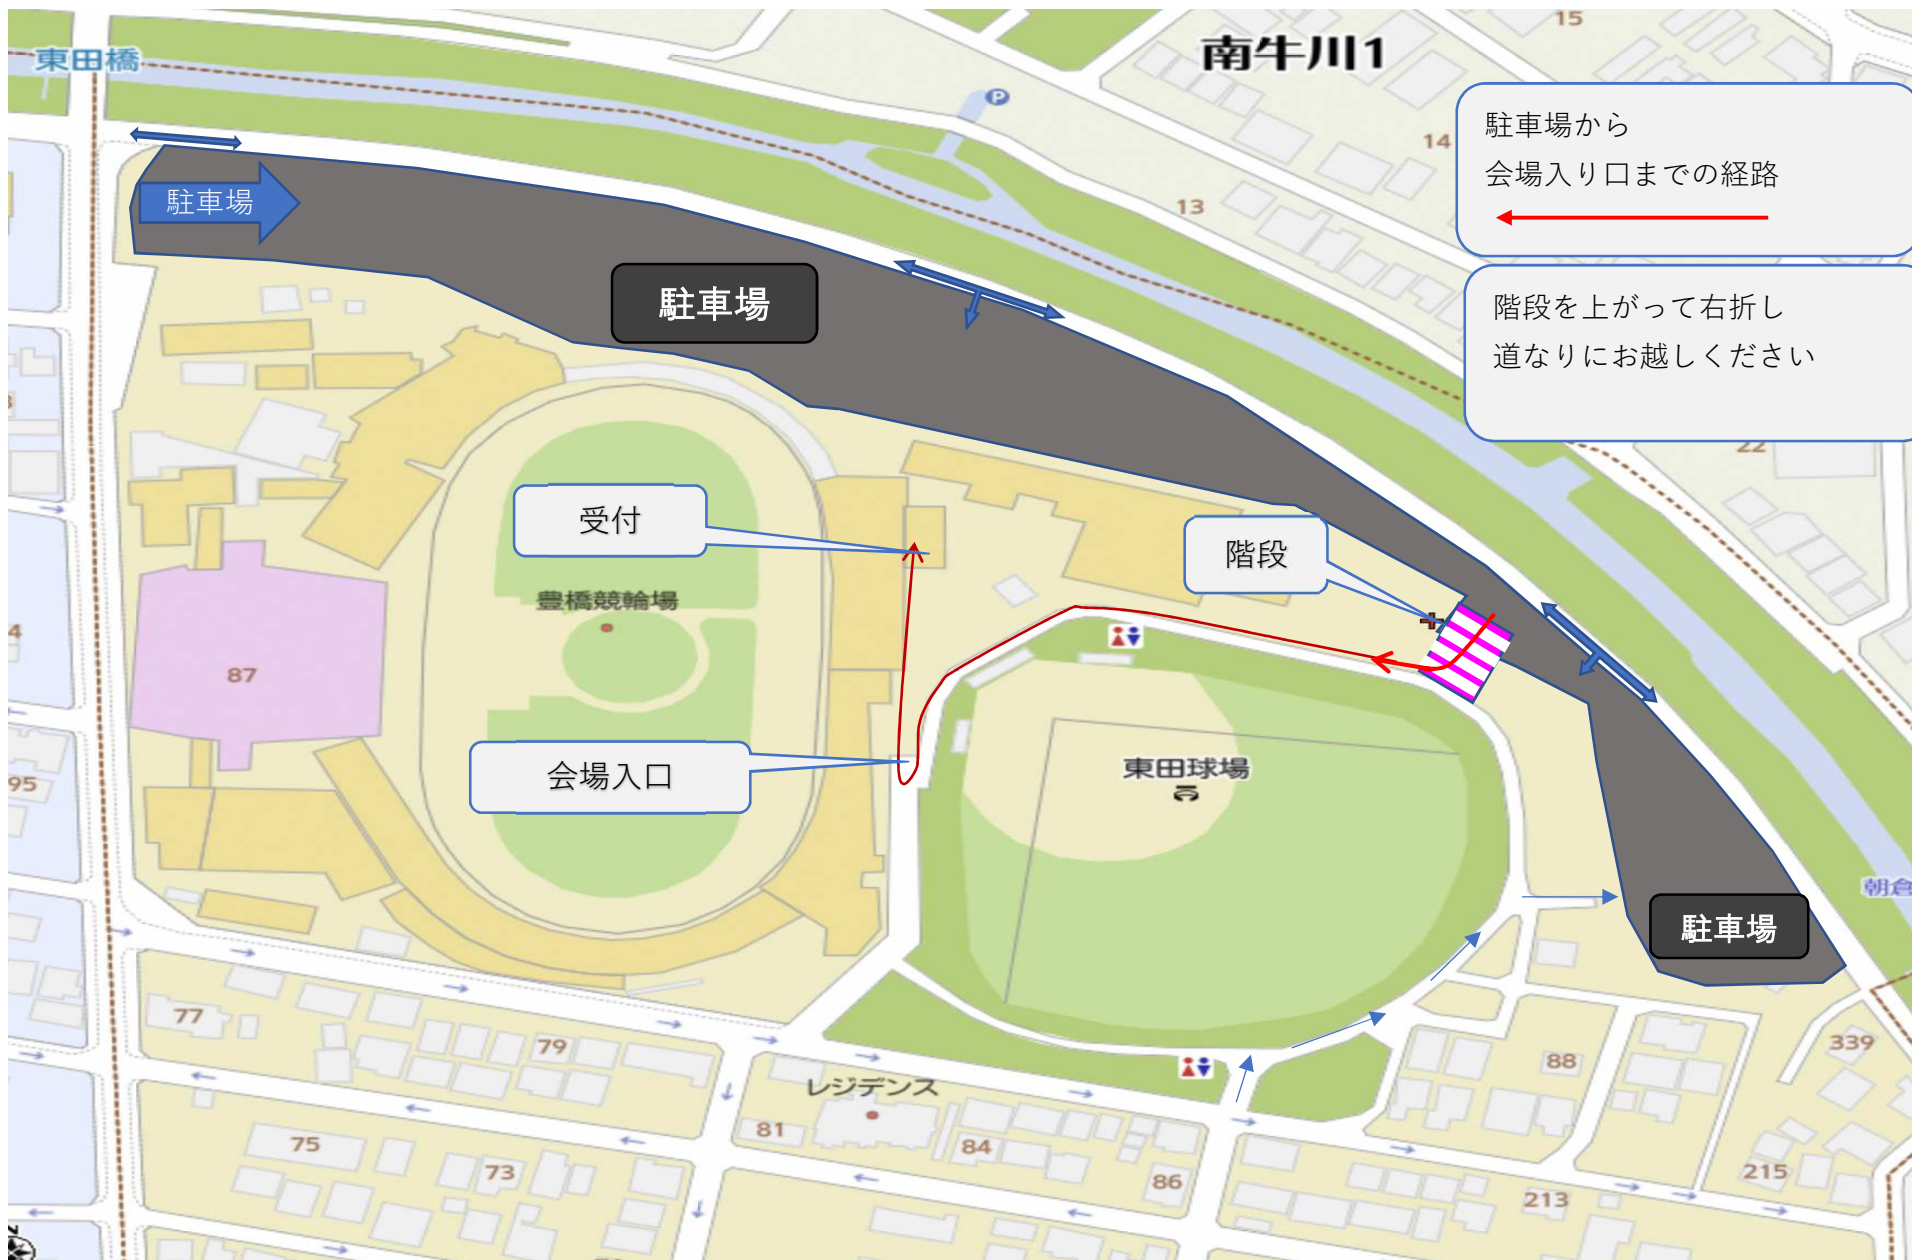 東田橋
南牛川1
15
14
13
22
駐車場から
会場入り口までの経路
階段を上がって右折し
道なりにお越しください
P
駐車場
駐車場
受付
階段
豊橋競輪場
87
会場入口
東田球場
95
4
朝倉
駐車場
77
79
レジデンス
75
73
81
84
86
88
339
215
213